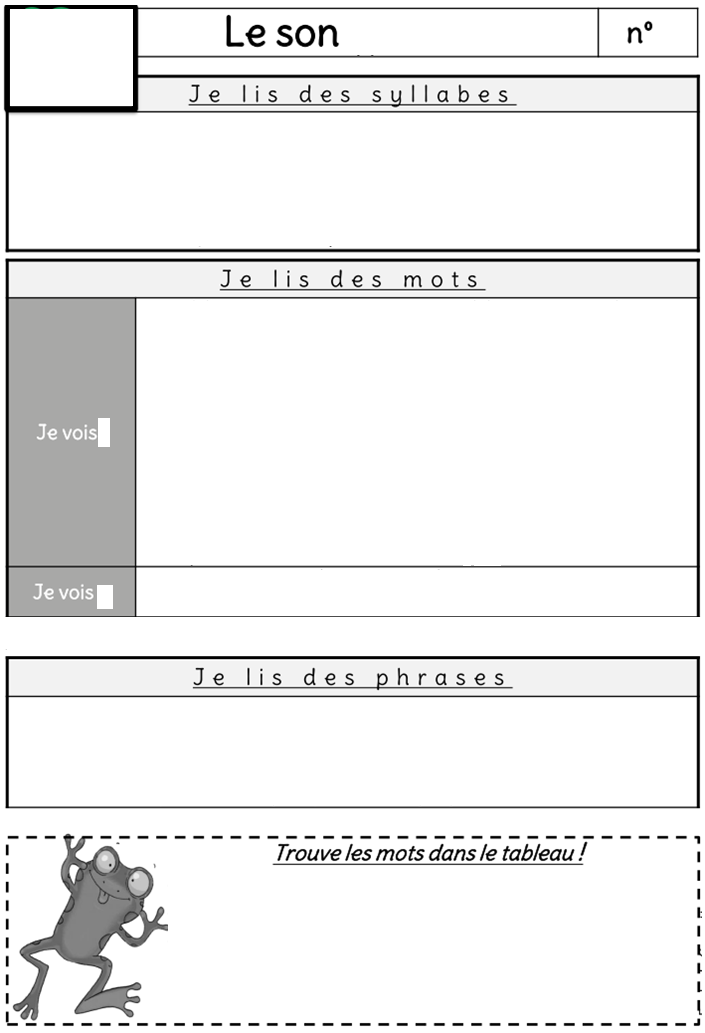 Le son
n°
Je lis des syllabes
Je lis des mots
Je vois
Je vois
Je lis des phrases
Trouve les mots dans le tableau !